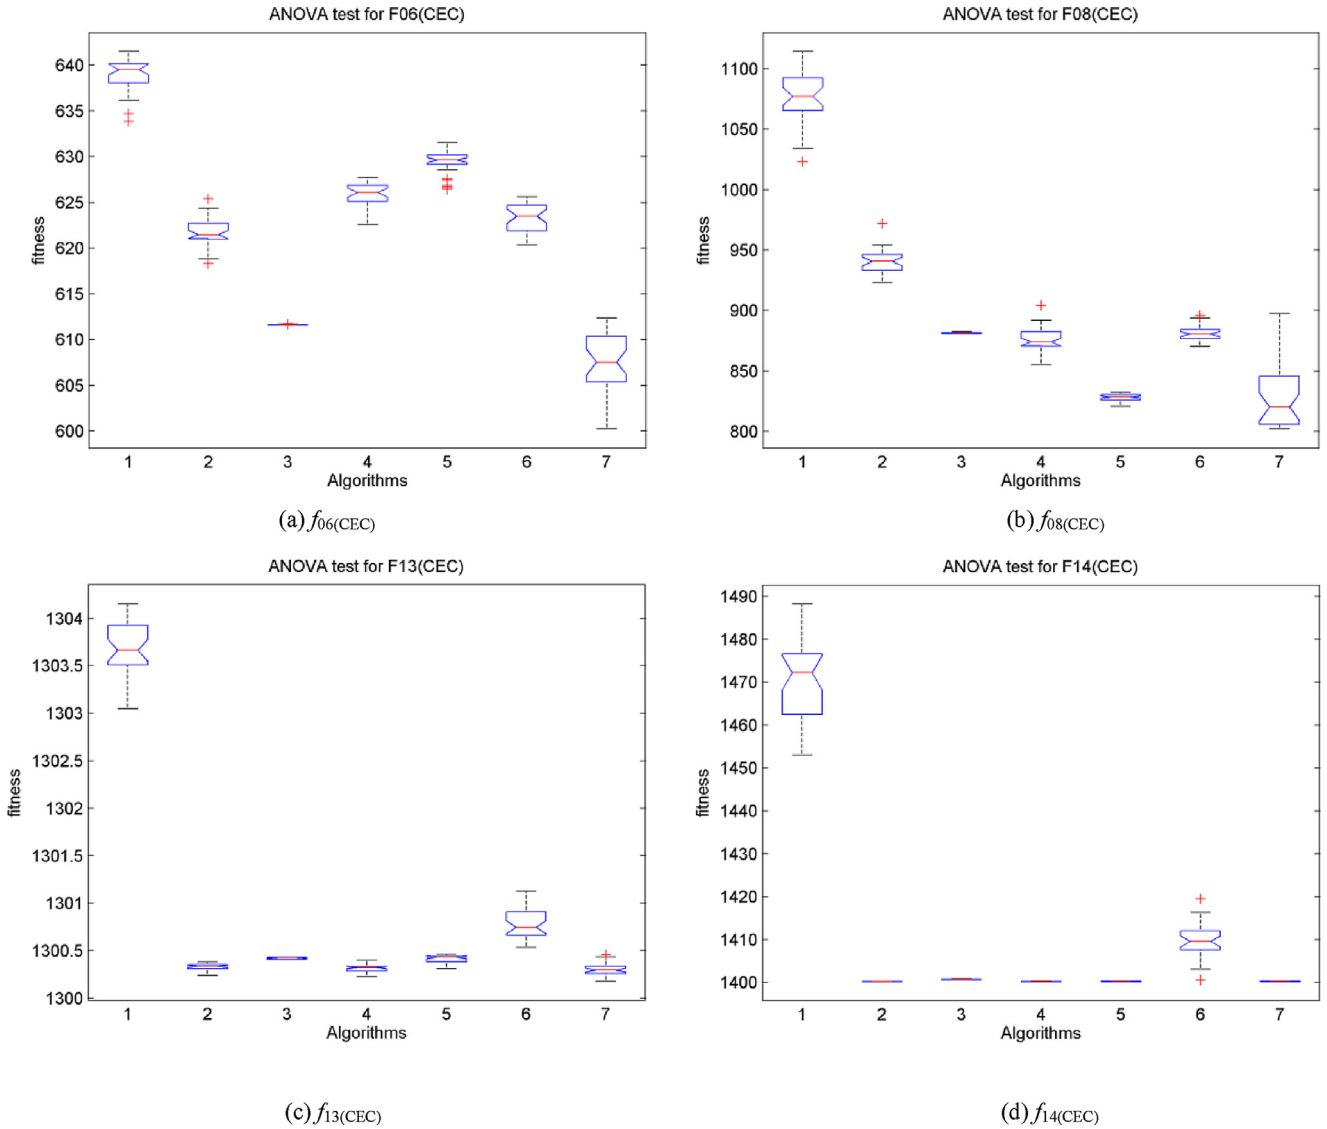 ANOVA test for F06(CEC)
fitness
640
635
630
625
620
615
610
605
600
1 2 3 4 5 6 7
Algorithms
(a) f06(CEC)
ANOVA test for F08(CEC)
fitness
1100
1050
1000
950
900
850
800
1 2 3 4 5 6 7
Algorithms
(b) f08(CEC)
ANOVA test for F13(CEC)
fitness
1304
1303.5
1303
1302.5
1302
1301.5
1301
1300.5
1300
1 2 3 4 5 6 7
Algorithms
(c) f13(CEC)
ANOVA test for F14(CEC)
fitness
1490
1480
1470
1460
1450
1440
1430
1420
1410
1400
1 2 3 4 5 6 7
Algorithms
(d) f14(CEC)